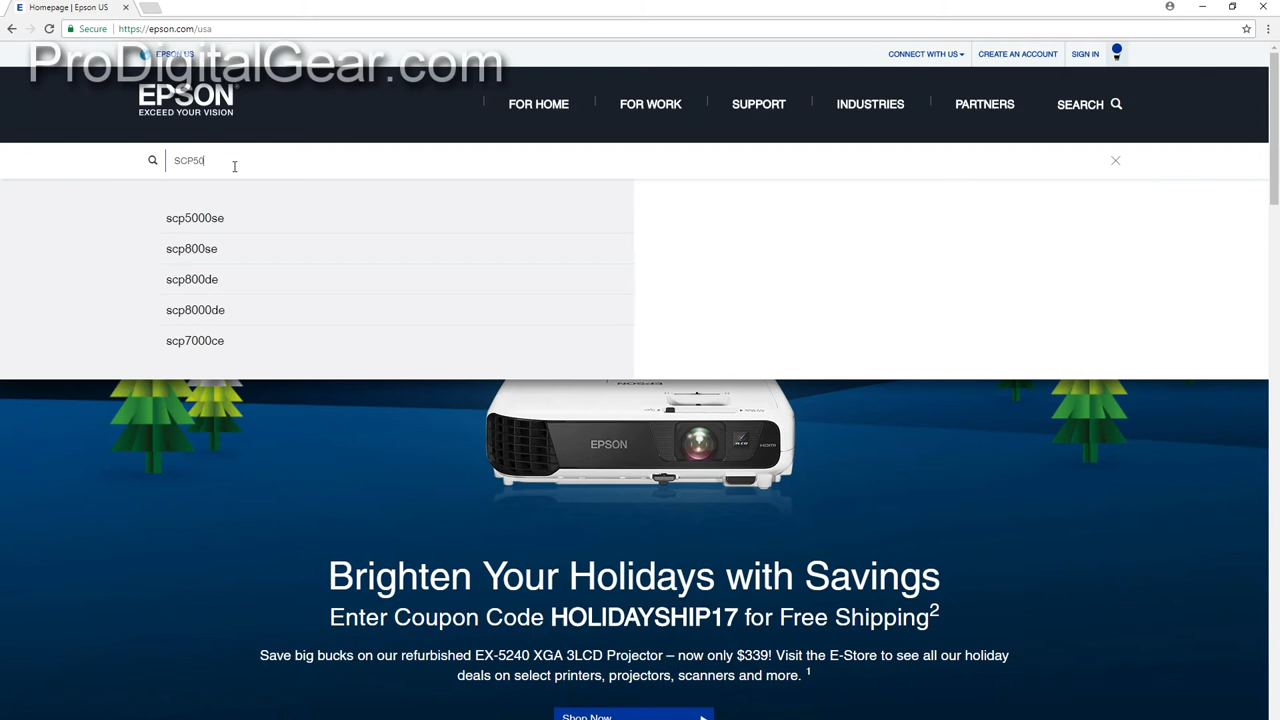 Homepage | Epson US
Secure
https://epson.com/usa
EPSON US
CONNECT WITH US
CREATE AN ACCOUNT
SIGN IN
ProDigitalGear.com
EPSON
EXCEED YOUR VISION
FOR HOME
FOR WORK
SUPPORT
INDUSTRIES
PARTNERS
SEARCH
SCP50
scp5000se
scp800se
scp800de
scp8000de
scp7000ce
EPSON
EPSON
HDMI
Brighten Your Holidays with Savings
Enter Coupon Code HOLIDAYSHIP17 for Free Shipping2
Save big bucks on our refurbished EX-5240 XGA 3LCD Projector – now only $339! Visit the E-Store to see all our holiday
deals on select printers, projectors, scanners and more. 1
Shop Now